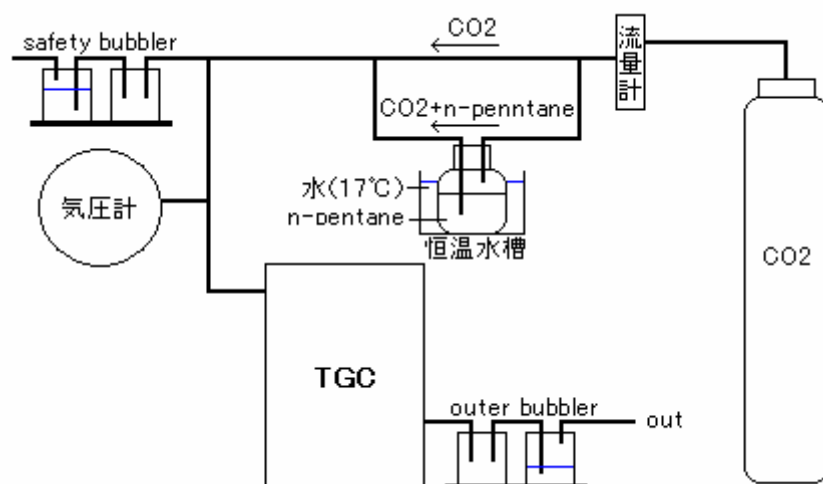 CO2
流量計
safety bubbler
CO2+n-penntane
水(17℃)
n-pentane
恒温水槽
気圧計
CO2
TGC
outer bubbler
out